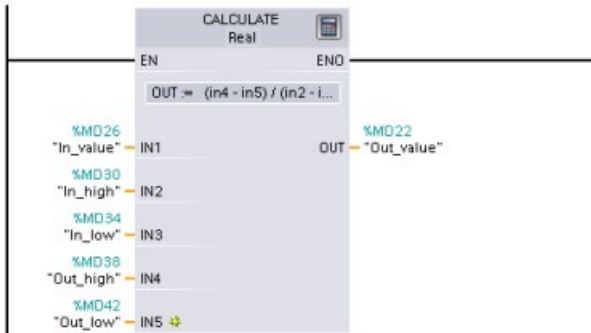 CALCULATE
Real
EN ENO
OUT := (in4 - in5) / (in2 - i...
%MD26
"In_value" IN1
%MD22
OUT "Out_value"
%MD30
"In_high" IN2
%MD34
"In_low" IN3
%MD38
"Out_high" IN4
%MD42
"Out_low" IN5